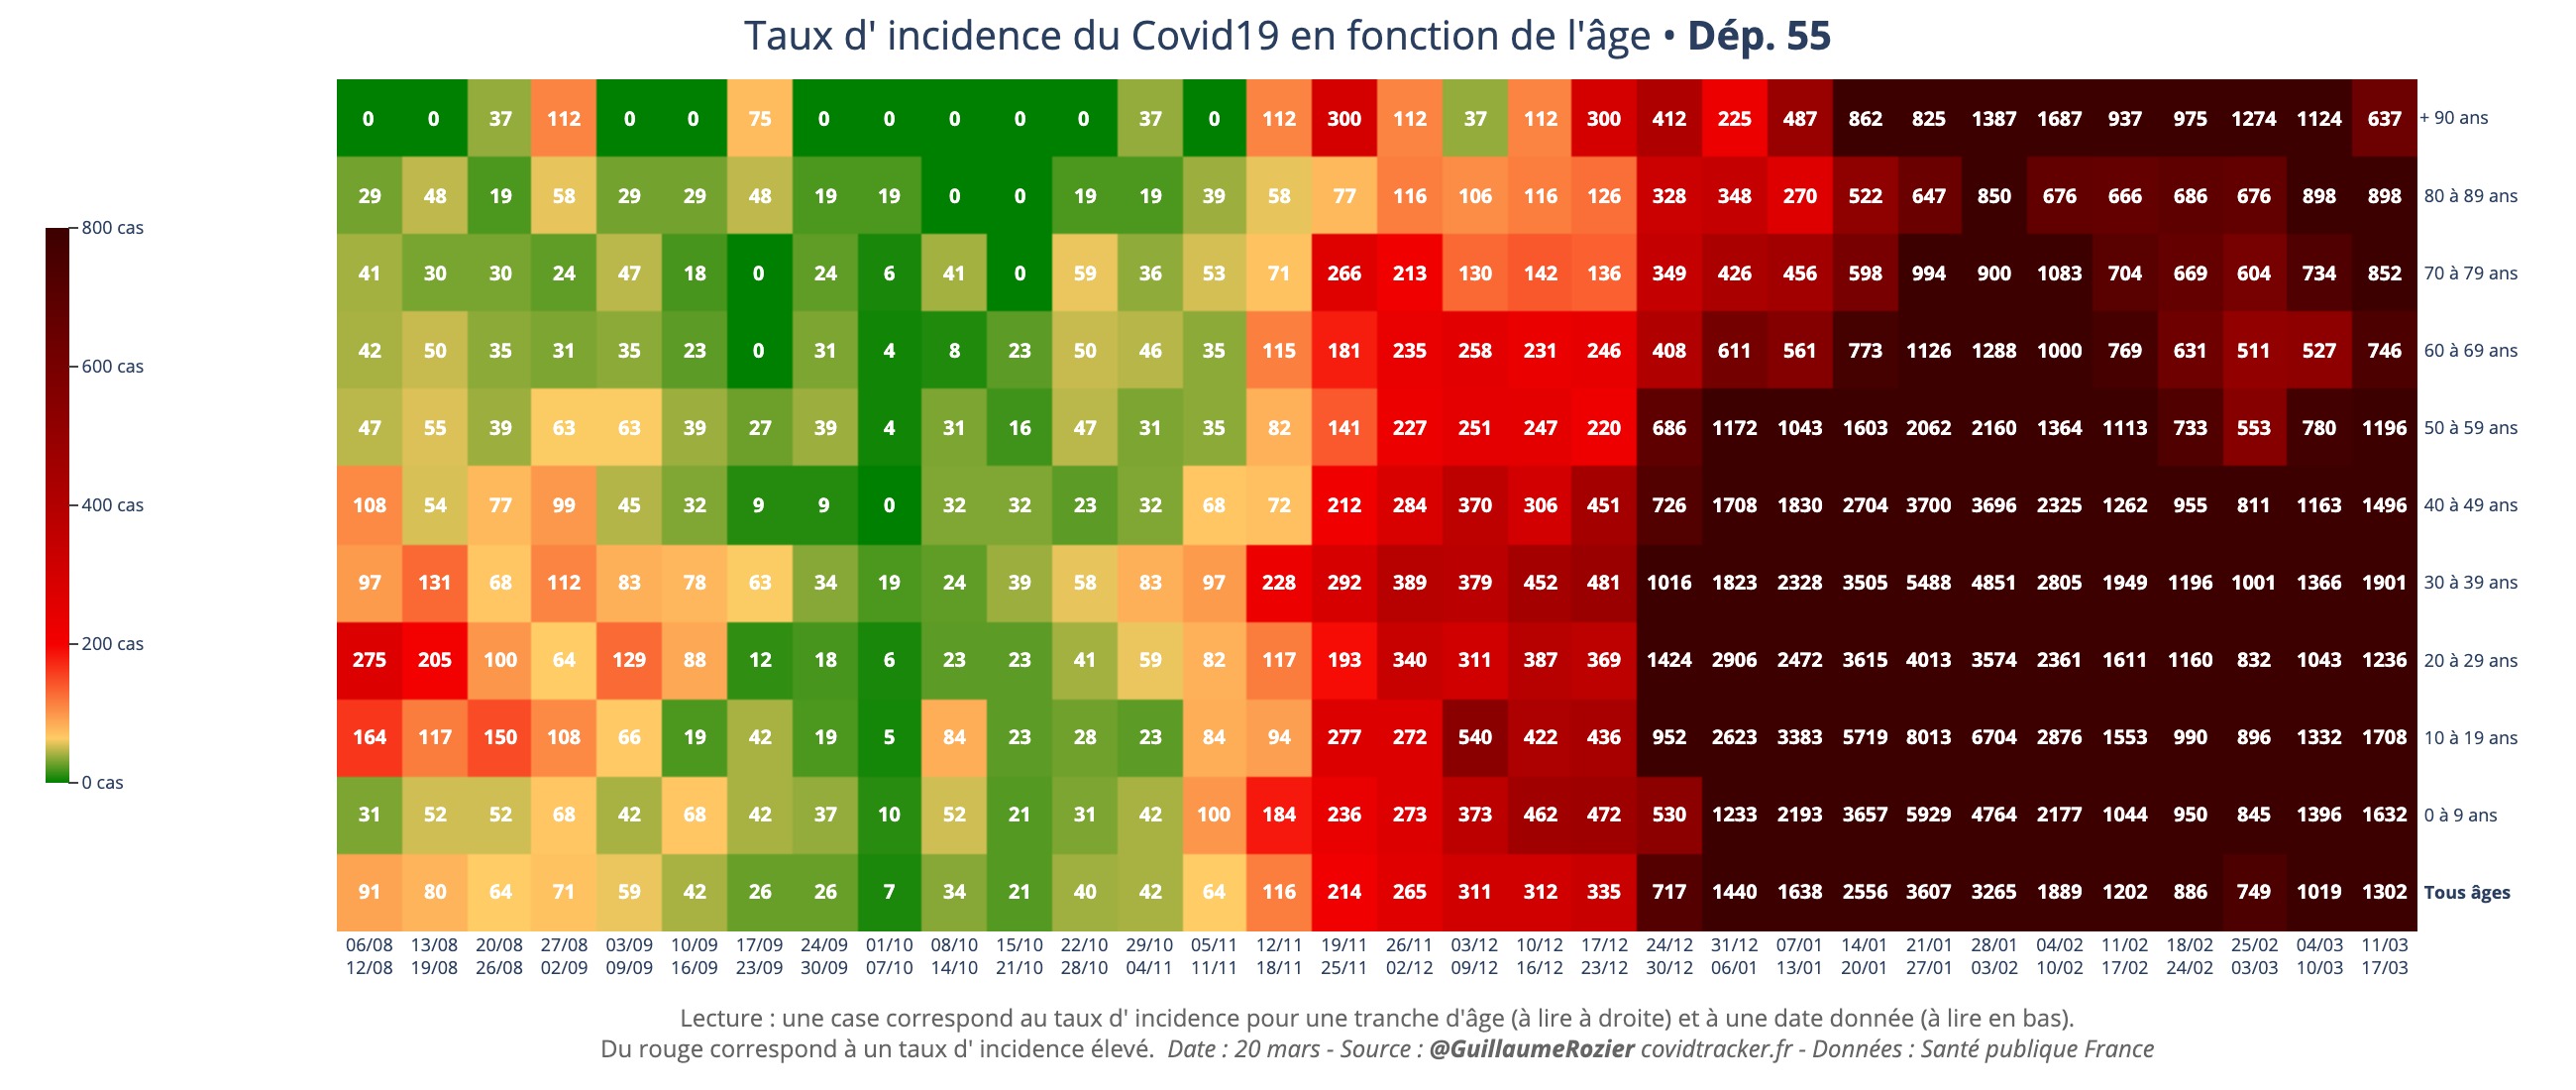 Taux d' incidence du Covid19 en fonction de l'âge • Dép. 55
800 cas
600 cas
400 cas
200 cas
0 cas
0 0 37 112 0 0 75 0 0 0 0 0 37 0 112 300 112 37 112 300 412 225 487 862 825 1387 1687 937 975 1274 1124 637 + 90 ans
29 48 19 58 29 29 48 19 19 0 0 19 19 39 58 77 116 106 116 126 328 348 270 522 647 850 676 666 686 676 898 898 80 à 89 ans
41 30 30 24 47 18 0 24 6 41 0 59 36 53 71 266 213 130 142 136 349 426 456 598 994 900 1083 704 669 604 734 852 70 à 79 ans
42 50 35 31 35 23 0 31 4 8 23 50 46 35 115 181 235 258 231 246 408 611 561 773 1126 1288 1000 769 631 511 527 746 60 à 69 ans
47 55 39 63 63 39 27 39 4 31 16 47 31 35 82 141 227 251 247 220 686 1172 1043 1603 2062 2160 1364 1113 733 553 780 1196 50 à 59 ans
108 54 77 99 45 32 9 9 0 32 32 23 32 68 72 212 284 370 306 451 726 1708 1830 2704 3700 3696 2325 1262 955 811 1163 1496 40 à 49 ans
97 131 68 112 83 78 63 34 19 24 39 58 83 97 228 292 389 379 452 481 1016 1823 2328 3505 5488 4851 2805 1949 1196 1001 1366 1901 30 à 39 ans
275 205 100 64 129 88 12 18 6 23 23 41 59 82 117 193 340 311 387 369 1424 2906 2472 3615 4013 3574 2361 1611 1160 832 1043 1236 20 à 29 ans
164 117 150 108 66 19 42 19 5 84 23 28 23 84 94 277 272 540 422 436 952 2623 3383 5719 8013 6704 2876 1553 990 896 1332 1708 10 à 19 ans
31 52 52 68 42 68 42 37 10 52 21 31 42 100 184 236 273 373 462 472 530 1233 2193 3657 5929 4764 2177 1044 950 845 1396 1632 0 à 9 ans
91 80 64 71 59 42 26 26 7 34 21 40 42 64 116 214 265 311 312 335 717 1440 1638 2556 3607 3265 1889 1202 886 749 1019 1302 Tous âges
06/08 13/08 20/08 27/08 03/09 10/09 17/09 24/09 01/10 08/10 15/10 22/10 29/10 05/11 12/11 19/11 26/11 03/12 10/12 17/12 24/12 31/12 07/01 14/01 21/01 28/01 04/02 11/02 18/02 25/02 04/03 11/03
12/08 19/08 26/08 02/09 09/09 16/09 23/09 30/09 07/10 14/10 21/10 28/10 04/11 11/11 18/11 25/11 02/12 09/12 16/12 23/12 30/12 06/01 13/01 20/01 27/01 03/02 10/02 17/02 24/02 03/03 10/03 17/03
Lecture : une case correspond au taux d' incidence pour une tranche d'âge (à lire à droite) et à une date donnée (à lire en bas).
Du rouge correspond à un taux d' incidence élevé. Date : 20 mars - Source : @GuillaumeRozier covidtracker.fr - Données : Santé publique France